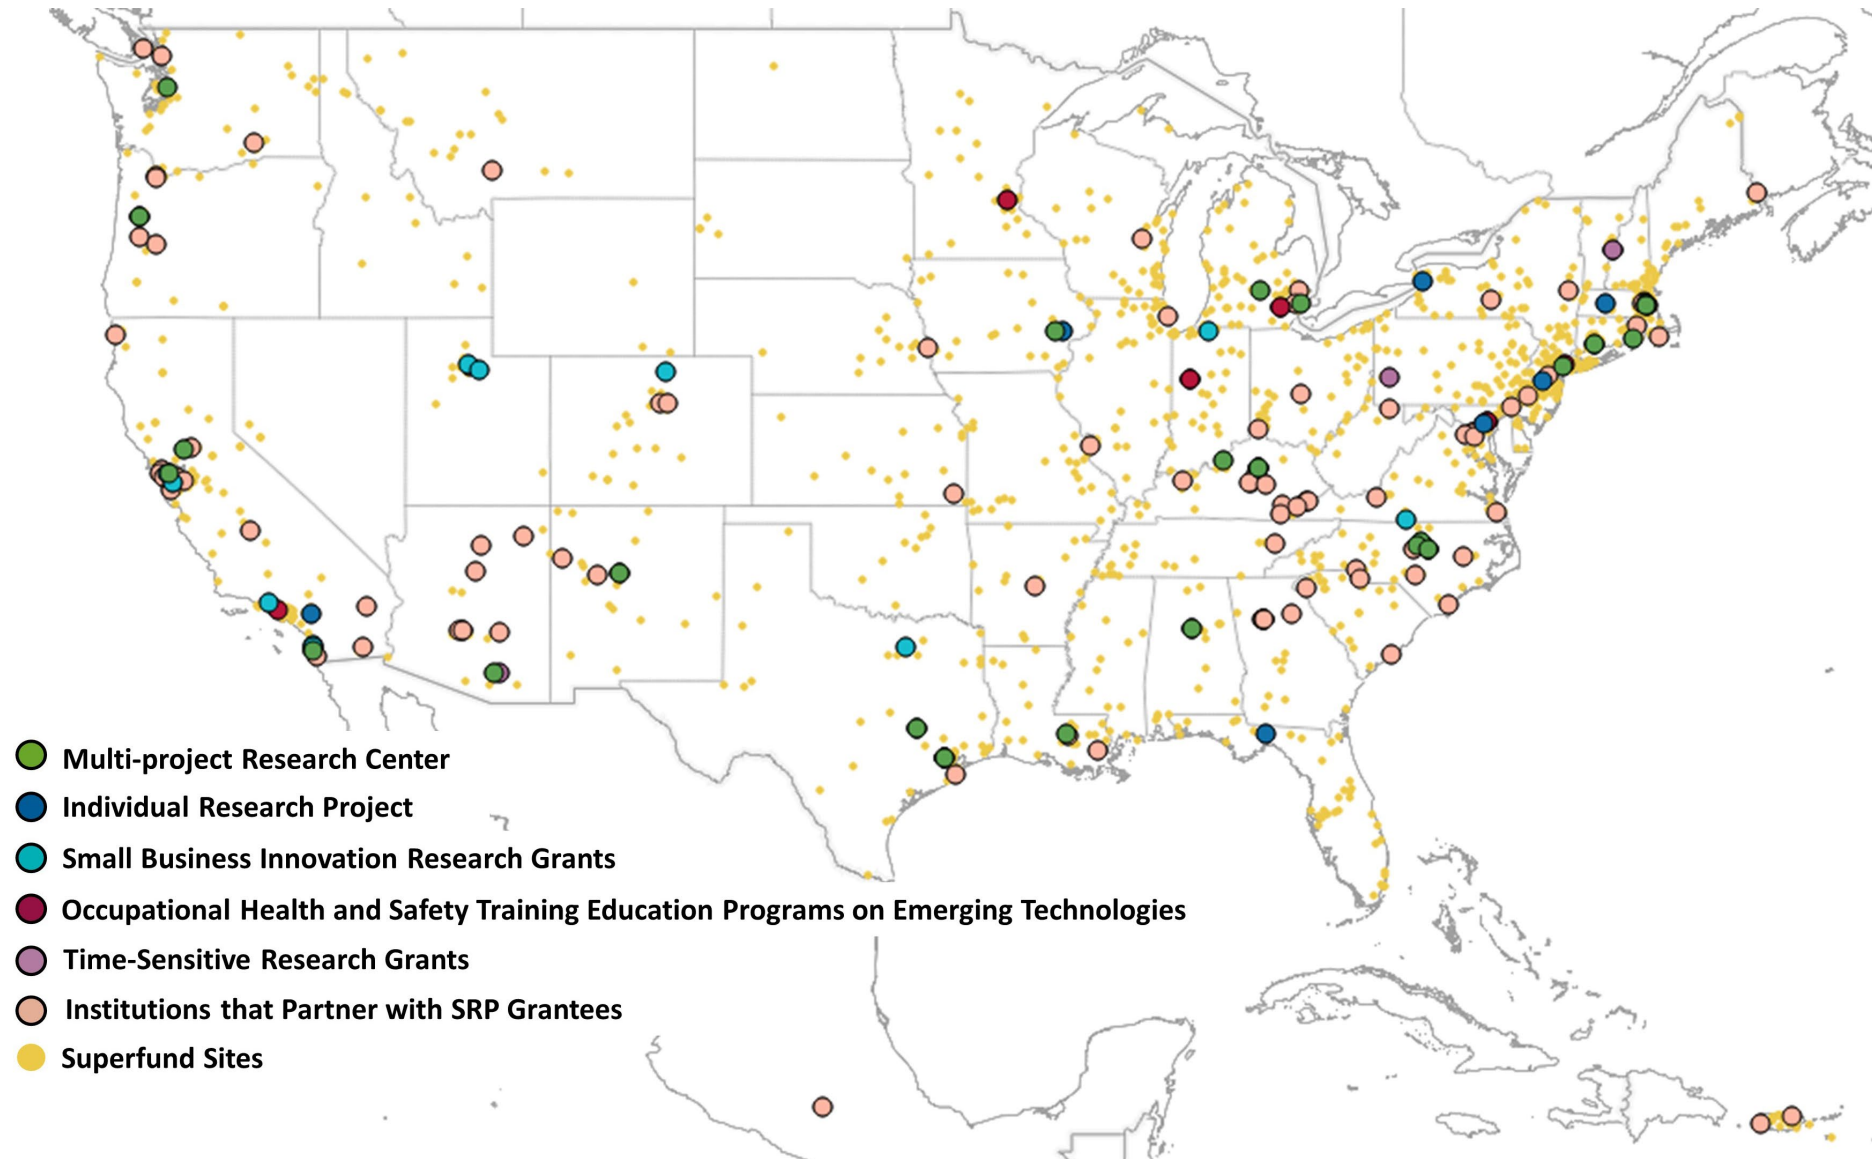 Multi-project Research Center
Individual Research Project
Small Business Innovation Research Grants
Occupational Health and Safety Training Education Programs on Emerging Technologies
Time-Sensitive Research Grants
Institutions that Partner with SRP Grantees
Superfund Sites